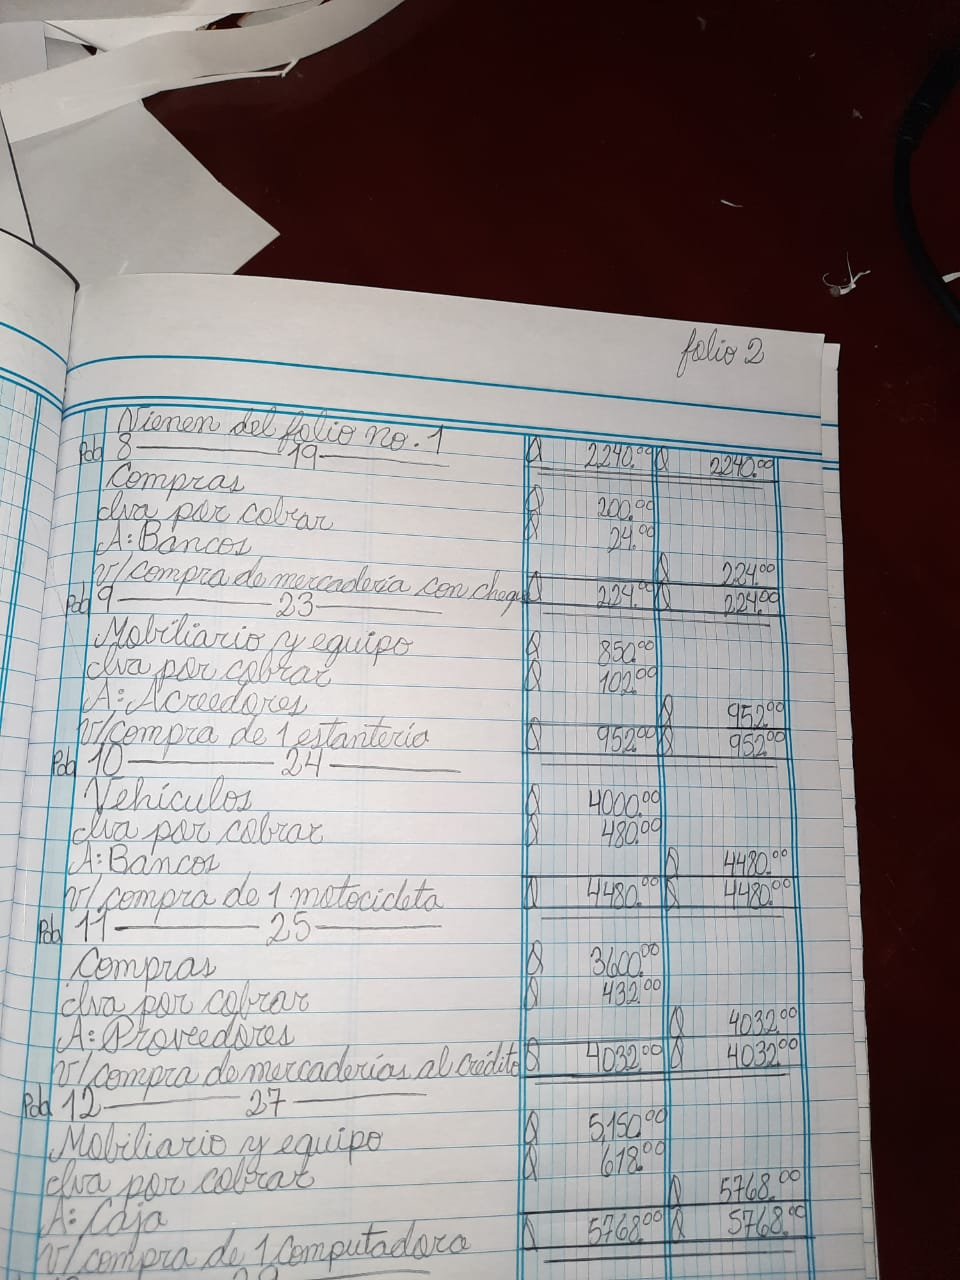 folio 2
Vienen del folio no. 1 Q 2240.00 Q 2240.00
Pda 8 19
Compras Q 200.00
Iva por cobrar Q 24.00
A: Bancos Q 224.00
V/ compra de mercadería con cheque Q 224.00 Q 224.00
Pda 9 23
Mobiliario y equipo Q 850.00
Iva por cobrar Q 102.00
A: Acreedores Q 952.00
V/ compra de 1 estanteria Q 952.00 Q 952.00
Pda 10 24
Vehículos Q 4000.00
Iva por cobrar Q 480.00
A: Bancos Q 4480.00
V/ compra de 1 motocicleta Q 4480.00 Q 4480.00
Pda 11 25
Compras Q 3600.00
Iva por cobrar Q 432.00
A: Proveedores Q 4032.00
V/ compra de mercaderías al crédito Q 4032.00 Q 4032.00
Pda 12 27
Mobiliario y equipo Q 5,150.00
Iva por cobrar Q 618.00
A: Caja Q 5768.00
V/ compra de 1 computadora Q 5768.00 Q 5768.00